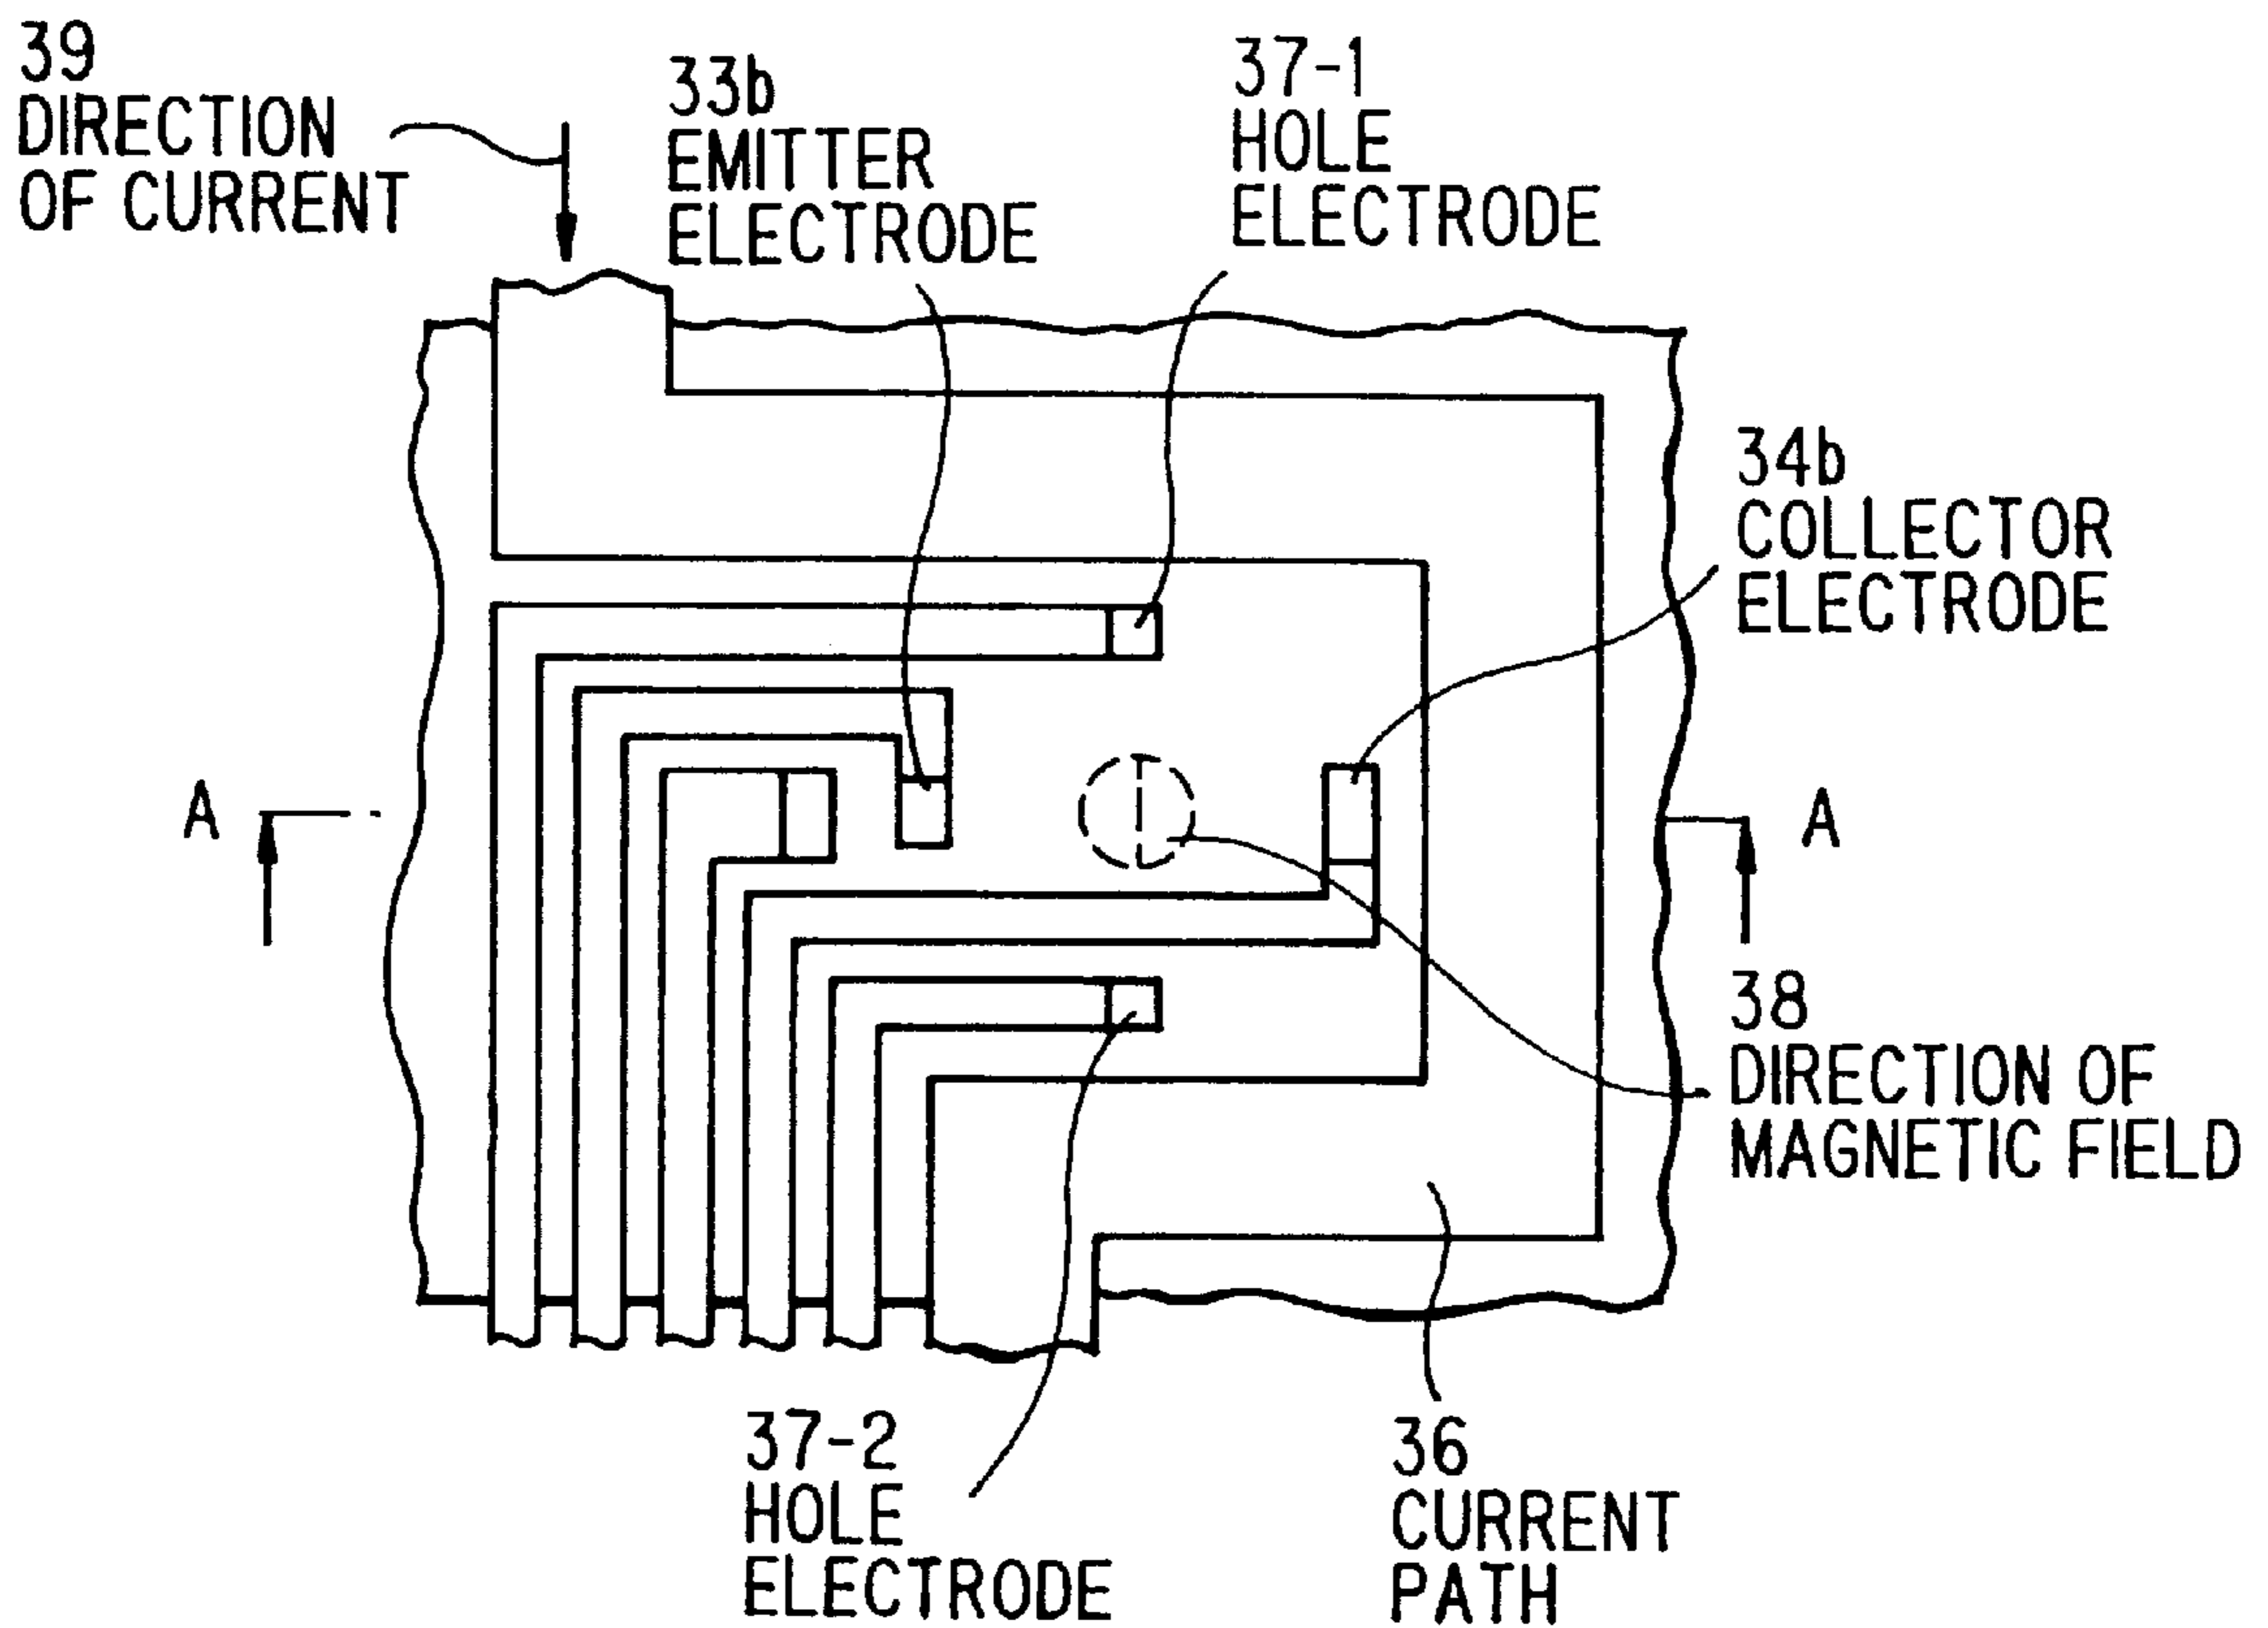 39
DIRECTION
OF CURRENT
33b
EMITTER
ELECTRODE
37-1
HOLE
ELECTRODE
34b
COLLECTOR
ELECTRODE
A
A
38
DIRECTION OF
MAGNETIC FIELD
37-2
HOLE
ELECTRODE
36
CURRENT
PATH